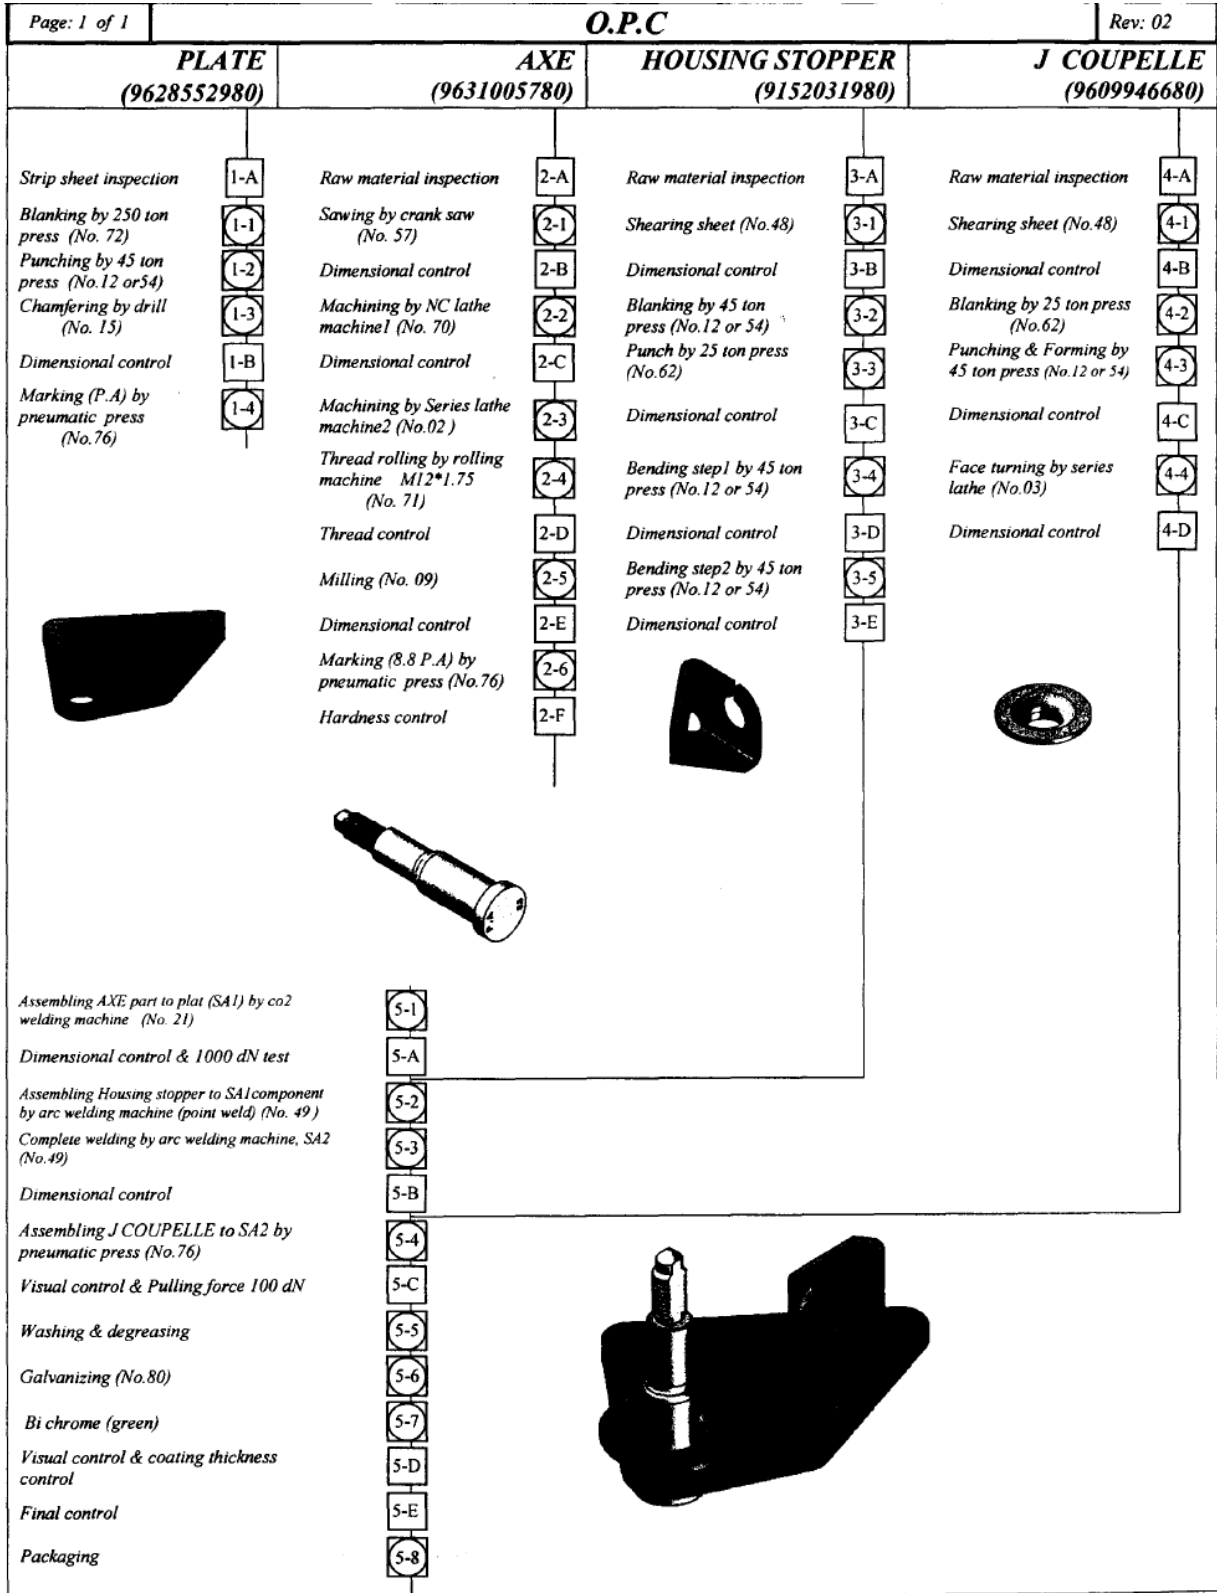 Page: 1 of 1
O.P.C
Rev: 02
PLATE
(9628552980)
AXE
(9631005780)
HOUSING STOPPER
(9152031980)
J COUPELLE
(9609946680)
Strip sheet inspection
1-A
Blanking by 250 ton
press (No. 72)
1-1
Punching by 45 ton
press (No.12 or54)
1-2
Chamfering by drill
(No. 15)
1-3
Dimensional control
1-B
Marking (P.A) by
pneumatic press
(No.76)
1-4
Raw material inspection
2-A
Sawing by crank saw
(No. 57)
2-1
Dimensional control
2-B
Machining by NC lathe
machine1 (No. 70)
2-2
Dimensional control
2-C
Machining by Series lathe
machine2 (No.02 )
2-3
Thread rolling by rolling
machine M12*1.75
(No. 71)
2-4
Thread control
2-D
Milling (No. 09)
2-5
Dimensional control
2-E
Marking (8.8 P.A) by
pneumatic press (No.76)
2-6
Hardness control
2-F
Raw material inspection
3-A
Shearing sheet (No.48)
3-1
Dimensional control
3-B
Blanking by 45 ton
press (No.12 or 54)
3-2
Punch by 25 ton press
(No.62)
3-3
Dimensional control
3-C
Bending step1 by 45 ton
press (No.12 or 54)
3-4
Dimensional control
3-D
Bending step2 by 45 ton
press (No.12 or 54)
3-5
Dimensional control
3-E
Raw material inspection
4-A
Shearing sheet (No.48)
4-1
Dimensional control
4-B
Blanking by 25 ton press
(No.62)
4-2
Punching & Forming by
45 ton press (No.12 or 54)
4-3
Dimensional control
4-C
Face turning by series
lathe (No.03)
4-4
Dimensional control
4-D
Assembling AXE part to plat (SA1) by co2
welding machine (No. 21)
5-1
Dimensional control & 1000 dN test
5-A
Assembling Housing stopper to SA1component
by arc welding machine (point weld) (No. 49 )
5-2
Complete welding by arc welding machine, SA2
(No.49)
5-3
Dimensional control
5-B
Assembling J COUPELLE to SA2 by
pneumatic press (No.76)
5-4
Visual control & Pulling force 100 dN
5-C
Washing & degreasing
5-5
Galvanizing (No.80)
5-6
Bi chrome (green)
5-7
Visual control & coating thickness
control
5-D
Final control
5-E
Packaging
5-8